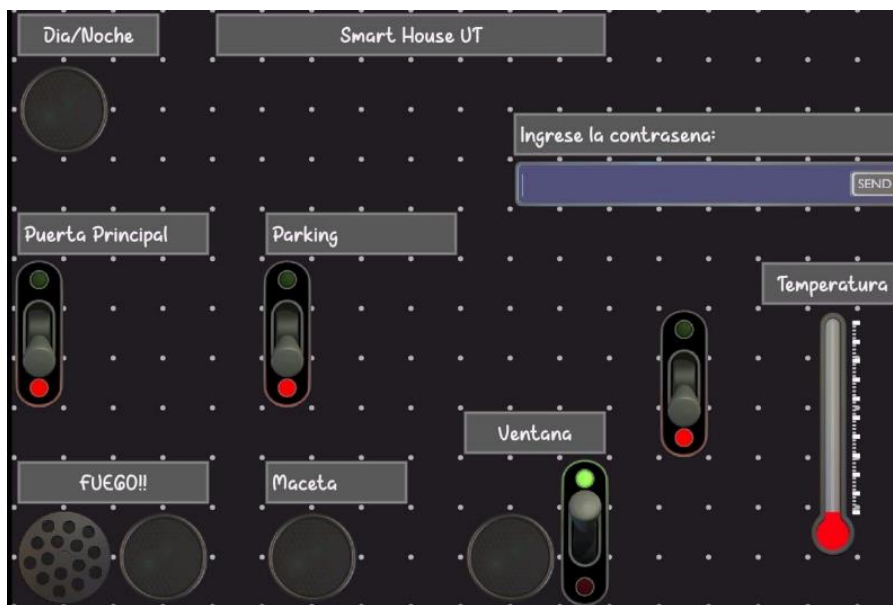 Dia/Noche
Smart House UT
Ingrese la contrasena:
SEND
Puerta Principal
Parking
Temperatura
Ventana
FUEGO!!
Maceta